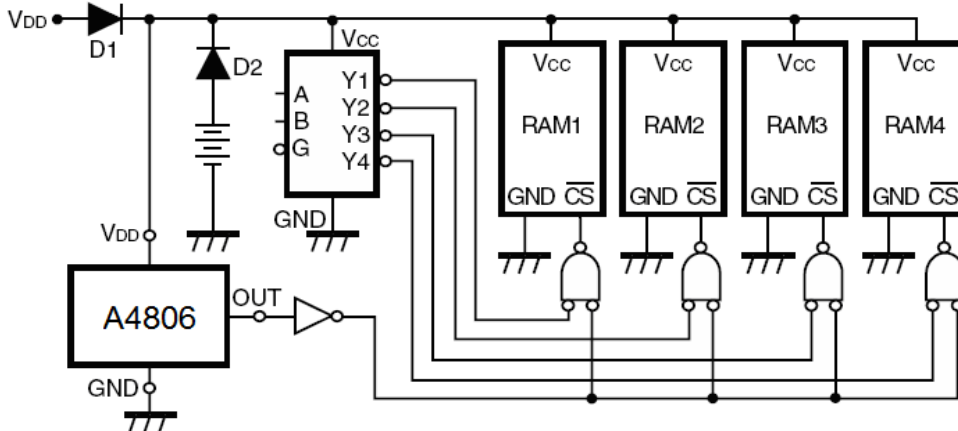 VDD
D1
D2
Vcc
A
B
G
Y1
Y2
Y3
Y4
GND
Vcc
RAM1
GND CS
Vcc
RAM2
GND CS
Vcc
RAM3
GND CS
Vcc
RAM4
GND CS
VDD
A4806
OUT
GND